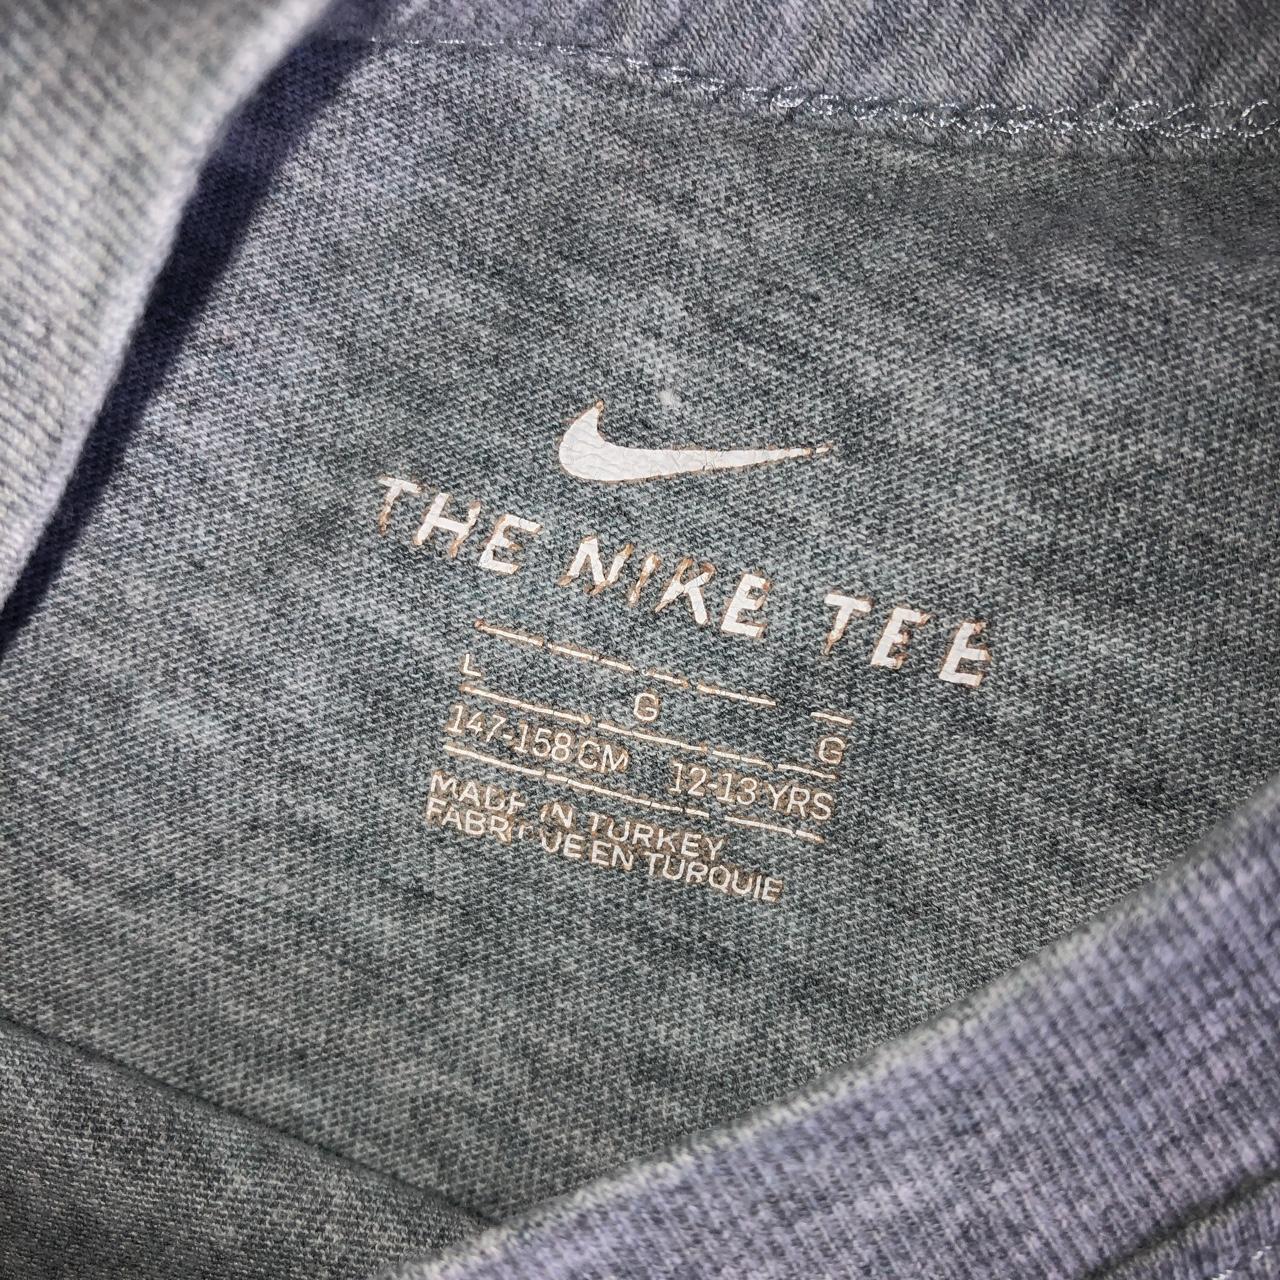 THE NIKE TEE
L G G
147-158 CM 12-13 YRS
MADE IN TURKEY
FABRIQUE EN TURQUIE